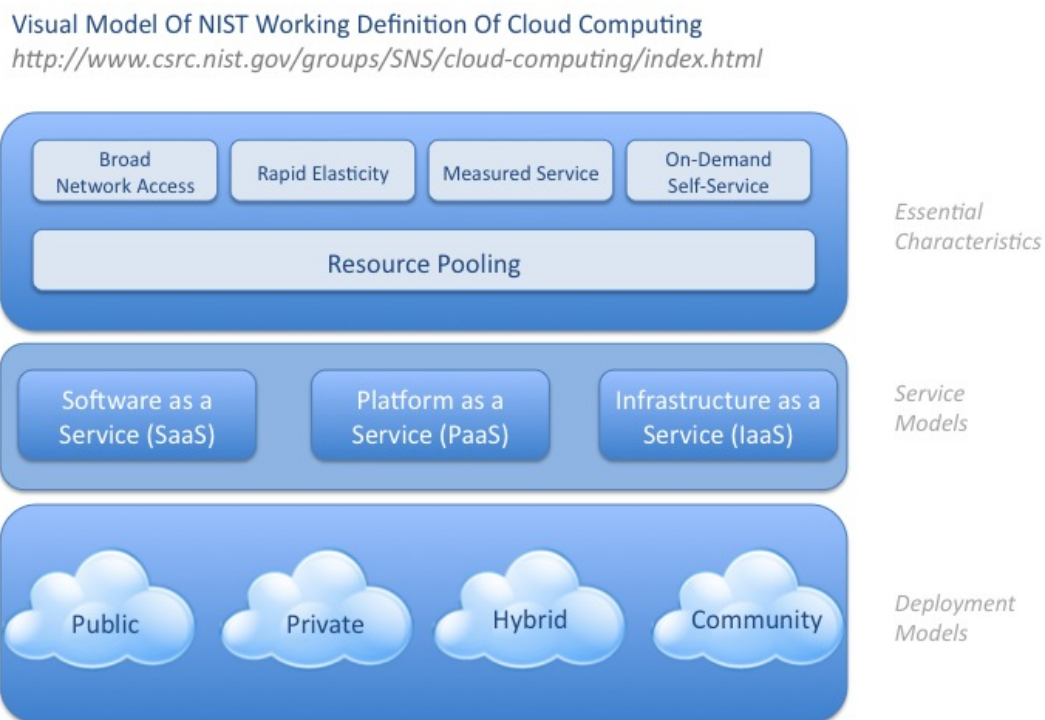 Visual Model Of NIST Working Definition Of Cloud Computing
http://www.csrc.nist.gov/groups/SNS/cloud-computing/index.html
Broad
Network Access
Rapid Elasticity
Measured Service
On-Demand
Self-Service
Resource Pooling
Essential
Characteristics
Software as a
Service (SaaS)
Platform as a
Service (PaaS)
Infrastructure as a
Service (IaaS)
Service
Models
Public
Private
Hybrid
Community
Deployment
Models